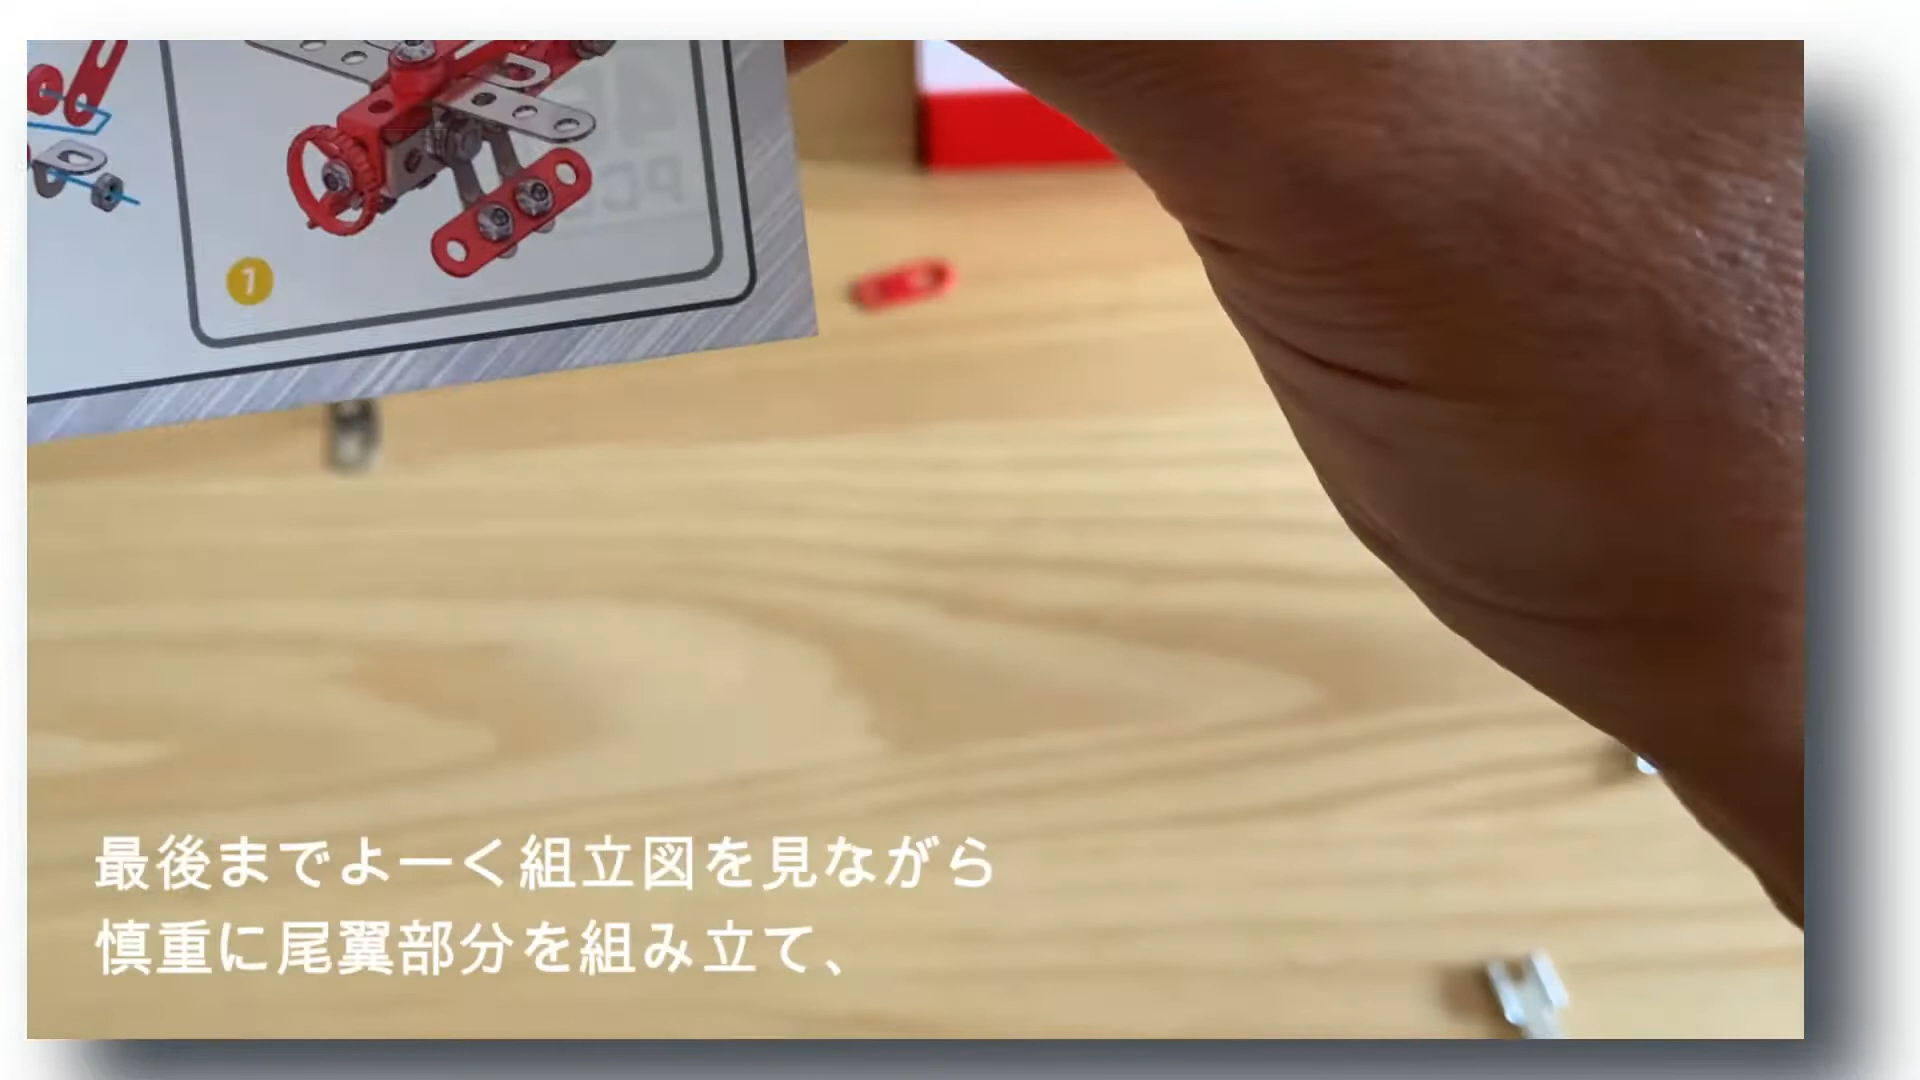 1
最後までよーく組立図を見ながら
慎重に尾翼部分を組み立て、